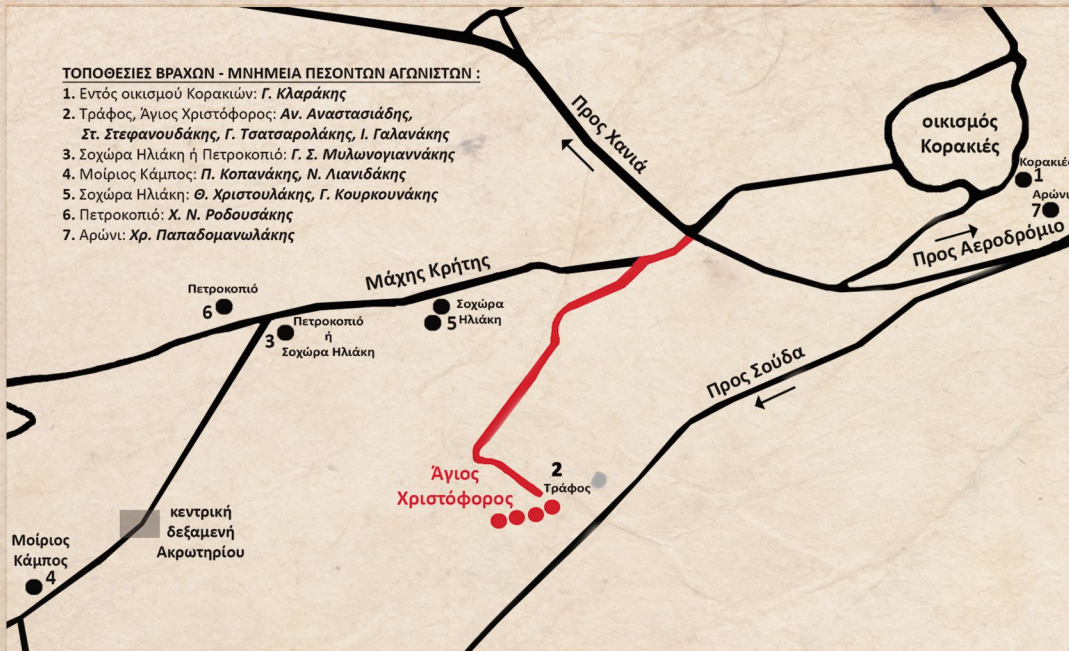 ΤΟΠΟΘΕΣΙΕΣ ΒΡΑΧΩΝ - ΜΝΗΜΕΙΑ ΠΕΣΟΝΤΩΝ ΑΓΩΝΙΣΤΩΝ :
1. Εντός οικισμού Κορακιών: Γ. Κλαράκης
2. Τράφος, Άγιος Χριστόφορος: Αν. Αναστασιάδης,
Στ. Στεφανουδάκης, Γ. Τσατσαρολάκης, Ι. Γαλανάκης
3. Σοχώρα Ηλιάκη ή Πετροκοπιό: Γ. Σ. Μυλωνογιαννάκης
4. Μοίριος Κάμπος: Π. Κοπανάκης, Ν. Λιανιδάκης
5. Σοχώρα Ηλιάκη: Θ. Χριστουλάκης, Γ. Κουρκουνάκης
6. Πετροκοπιό: Χ. Ν. Ροδουσάκης
7. Αρώνι: Χρ. Παπαδομανωλάκης
Προς Χανιά
οικισμός
Κορακιές
Κορακιές
1
Αρώνι
7
Προς Αεροδρόμιο
Μάχης Κρήτης
Πετροκοπιό
6
Σοχώρα
5 Ηλιάκη
3
Πετροκοπιό
ή
Σοχώρα Ηλιάκη
Προς Σούδα
Άγιος
Χριστόφορος
2
Τράφος
κεντρική
δεξαμενή
Ακρωτηρίου
Μοίριος
Κάμπος
4